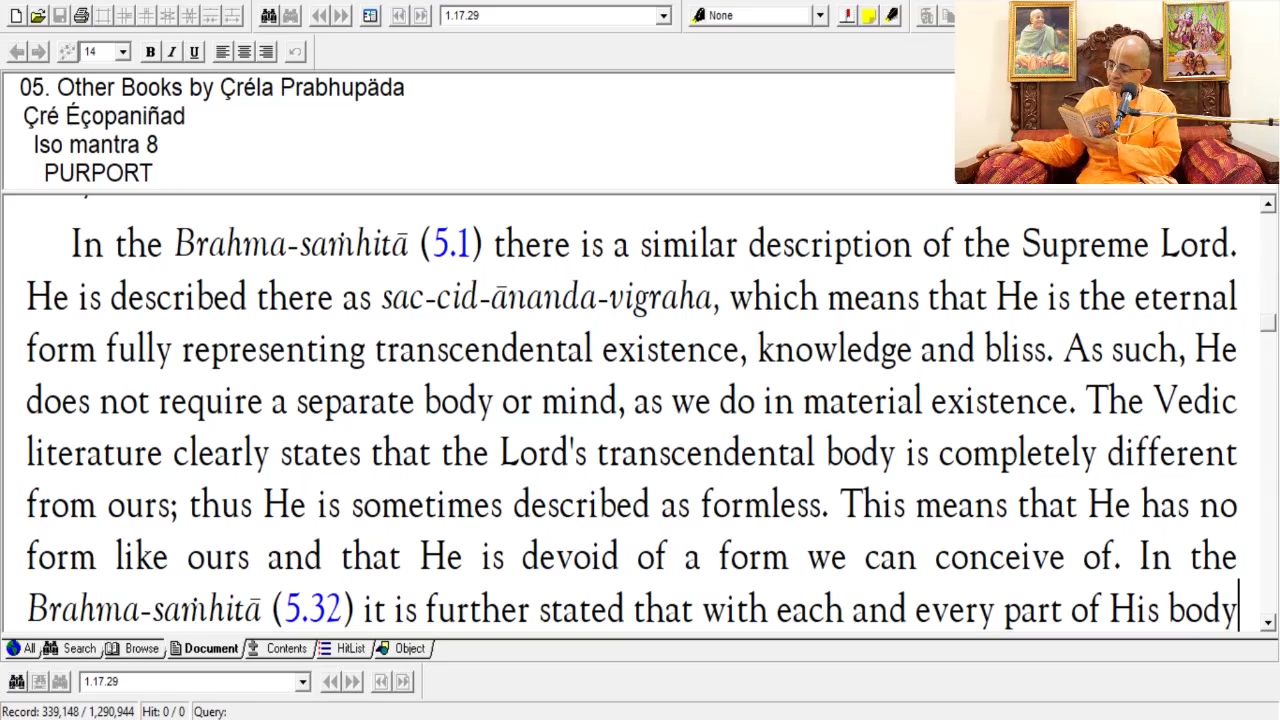 1.17.29
None
14
B I U
05. Other Books by Çréla Prabhupäda
Çré Éçopaniñad
Iso mantra 8
PURPORT
In the Brahma-saṁhitā (5.1) there is a similar description of the Supreme Lord.
He is described there as sac-cid-ānanda-vigraha, which means that He is the eternal
form fully representing transcendental existence, knowledge and bliss. As such, He
does not require a separate body or mind, as we do in material existence. The Vedic
literature clearly states that the Lord's transcendental body is completely different
from ours; thus He is sometimes described as formless. This means that He has no
form like ours and that He is devoid of a form we can conceive of. In the
Brahma-saṁhitā (5.32) it is further stated that with each and every part of His body
All Search Browse Document Contents HitList Object
1.17.29
Record: 339,148 / 1,290,944 Hit: 0 / 0 Query: